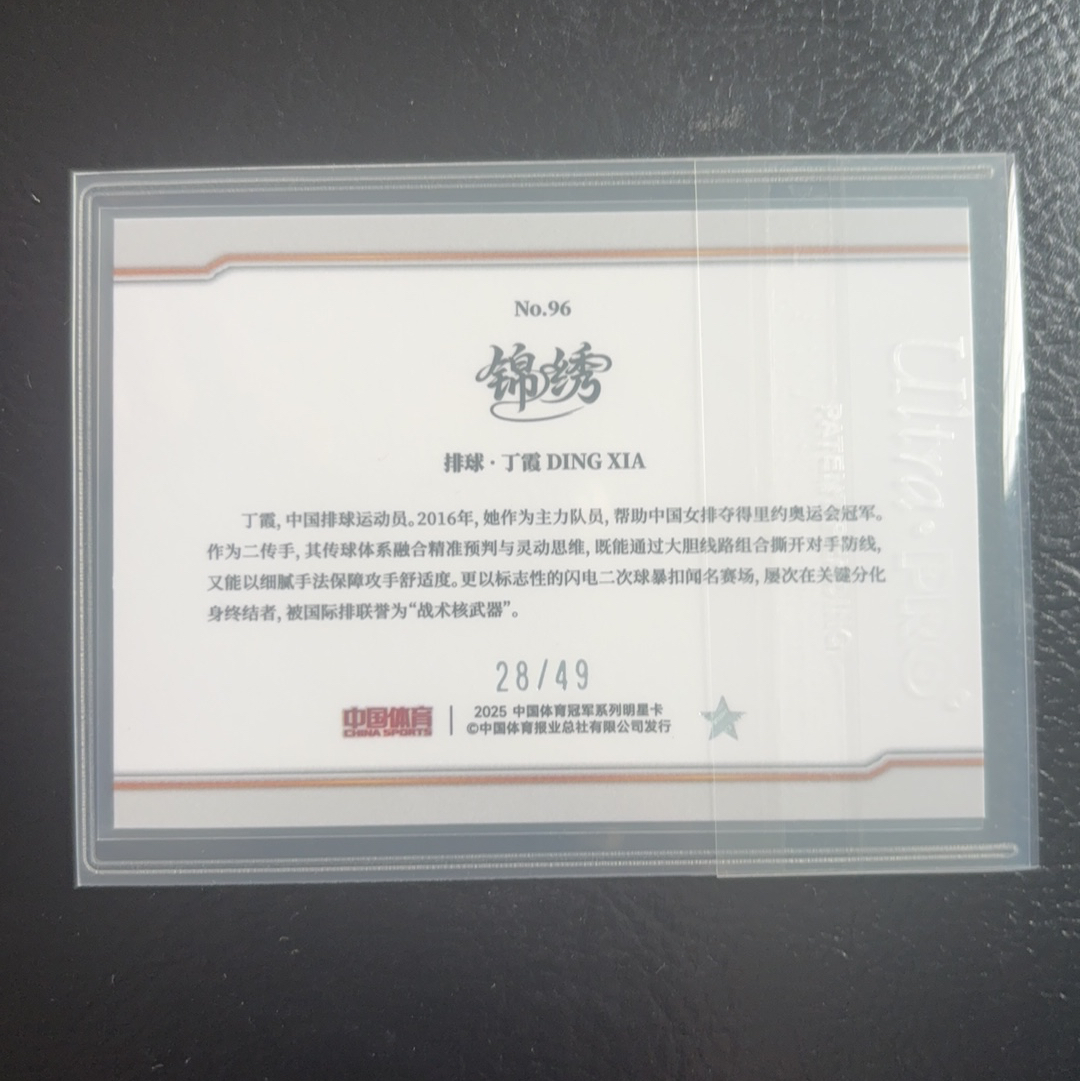 No.96
锦绣
排球·丁霞 DING XIA
丁霞,中国排球运动员。2016年,她作为主力队员,帮助中国女排夺得里约奥运会冠军。
作为二传手,其传球体系融合精准预判与灵动思维,既能通过大胆线路组合撕开对手防线,
又能以细腻手法保障攻手舒适度。更以标志性的闪电二次球暴扣闻名赛场,屡次在关键分化
身终结者,被国际排联誉为“战术核武器”。
28/49
中国体育
CHINA SPORTS
2025 中国体育冠军系列明星卡
©中国体育报业总社有限公司发行
Ultra·PRO